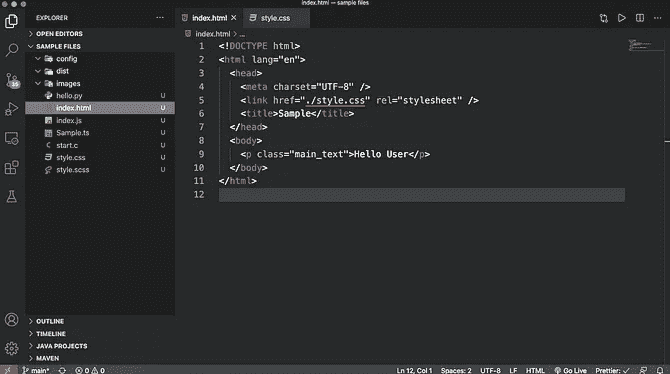 index.html — sample files
EXPLORER
OPEN EDITORS
SAMPLE FILES
config
dist
images
hello.py U
index.html U
index.js U
Sample.ts U
start.c U
style.css U
style.scss U
OUTLINE
TIMELINE
JAVA PROJECTS
MAVEN
index.html × style.css
index.html > ...
1 <!DOCTYPE html>
2 <html lang="en">
3 <head>
4 <meta charset="UTF-8" />
5 <link href="./style.css" rel="stylesheet" />
6 <title>Sample</title>
7 </head>
8 <body>
9 <p class="main_text">Hello User</p>
10 </body>
11 </html>
12
main* 0 0 Ln 12, Col 1 Spaces: 2 UTF-8 LF HTML Go Live Prettier: ✓